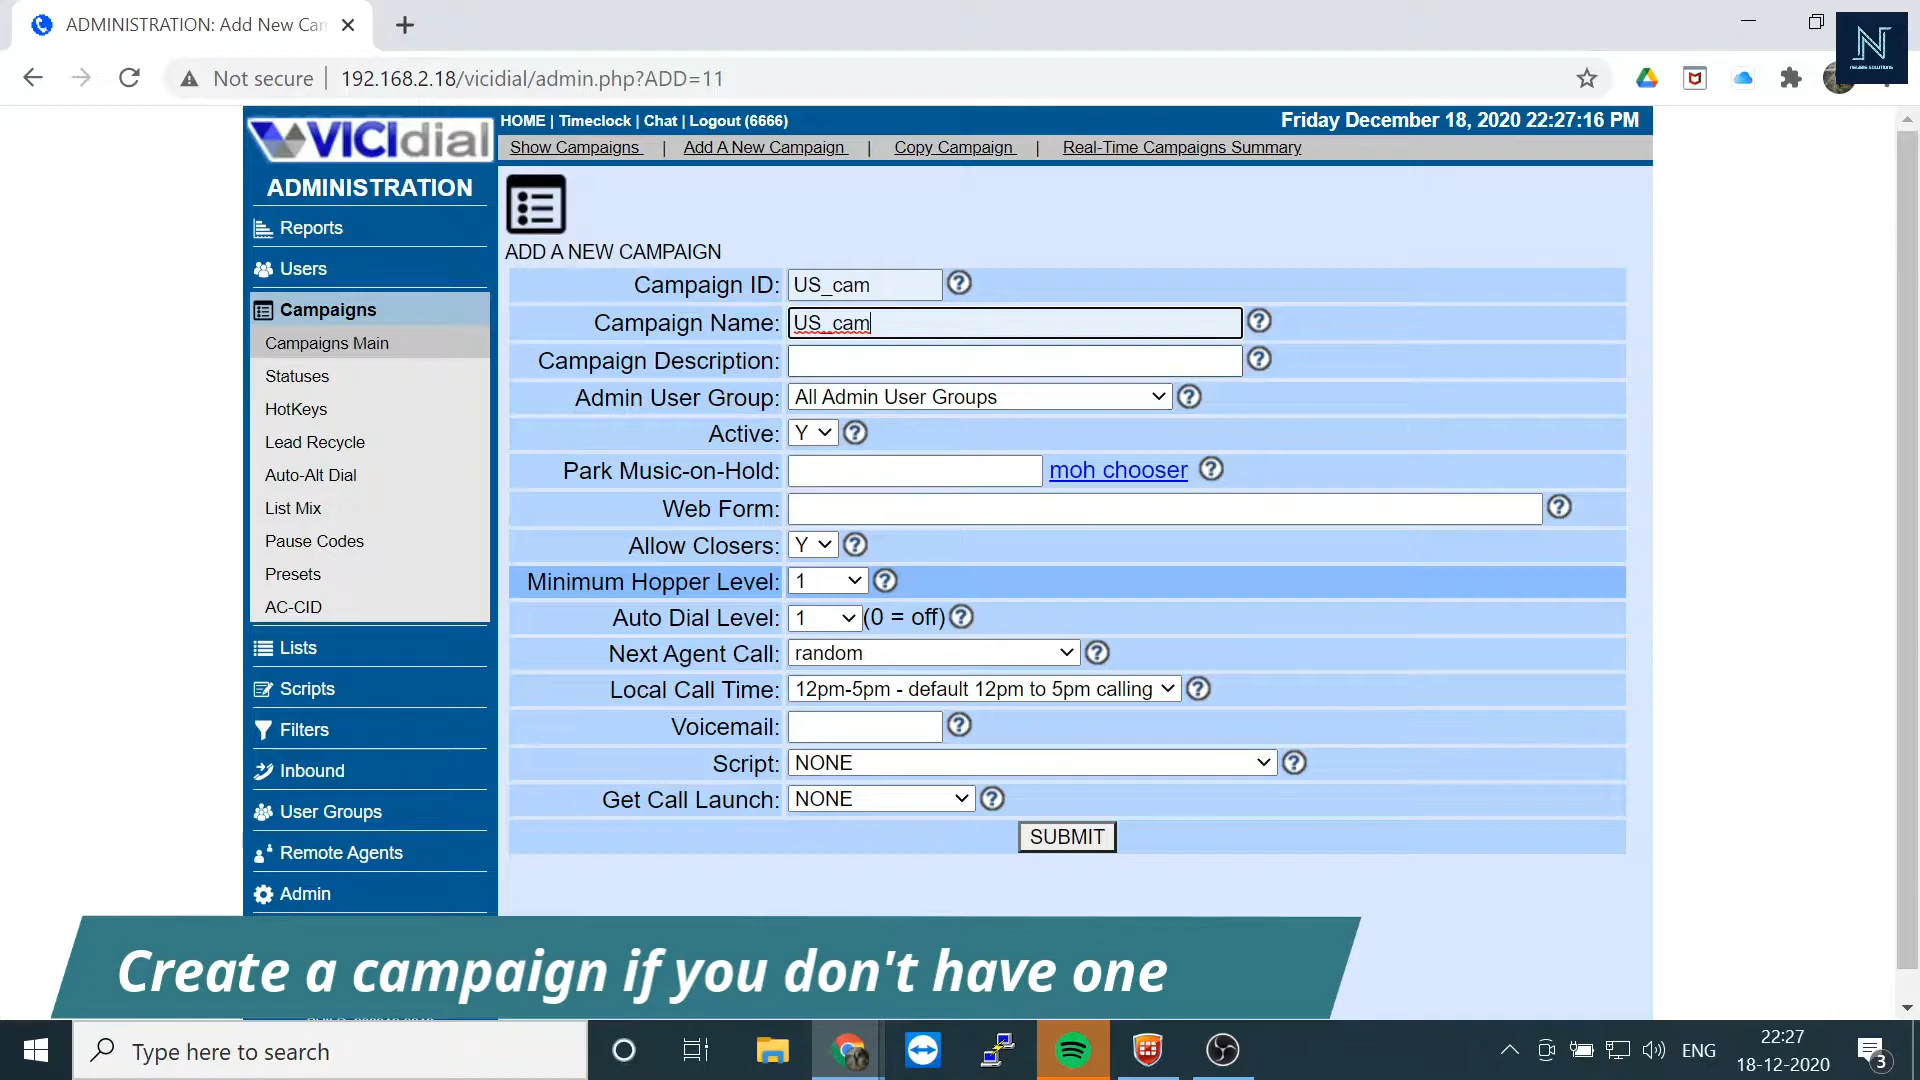 ADMINISTRATION: Add New Car
Not secure | 192.168.2.18/vicidial/admin.php?ADD=11
N
VICIdial
HOME | Timeclock | Chat | Logout (6666)
Friday December 18, 2020 22:27:16 PM
Show Campaigns | Add A New Campaign | Copy Campaign | Real-Time Campaigns Summary
ADMINISTRATION
Reports
Users
Campaigns
Campaigns Main
Statuses
HotKeys
Lead Recycle
Auto-Alt Dial
List Mix
Pause Codes
Presets
AC-CID
Lists
Scripts
Filters
Inbound
User Groups
Remote Agents
Admin
ADD A NEW CAMPAIGN
Campaign ID: US_cam
Campaign Name: US_cam
Campaign Description:
Admin User Group: All Admin User Groups
Active: Y
Park Music-on-Hold: moh chooser
Web Form:
Allow Closers: Y
Minimum Hopper Level: 1
Auto Dial Level: 1 (0 = off)
Next Agent Call: random
Local Call Time: 12pm-5pm - default 12pm to 5pm calling
Voicemail:
Script: NONE
Get Call Launch: NONE
SUBMIT
Create a campaign if you don't have one
Type here to search
ENG
22:27
18-12-2020
3